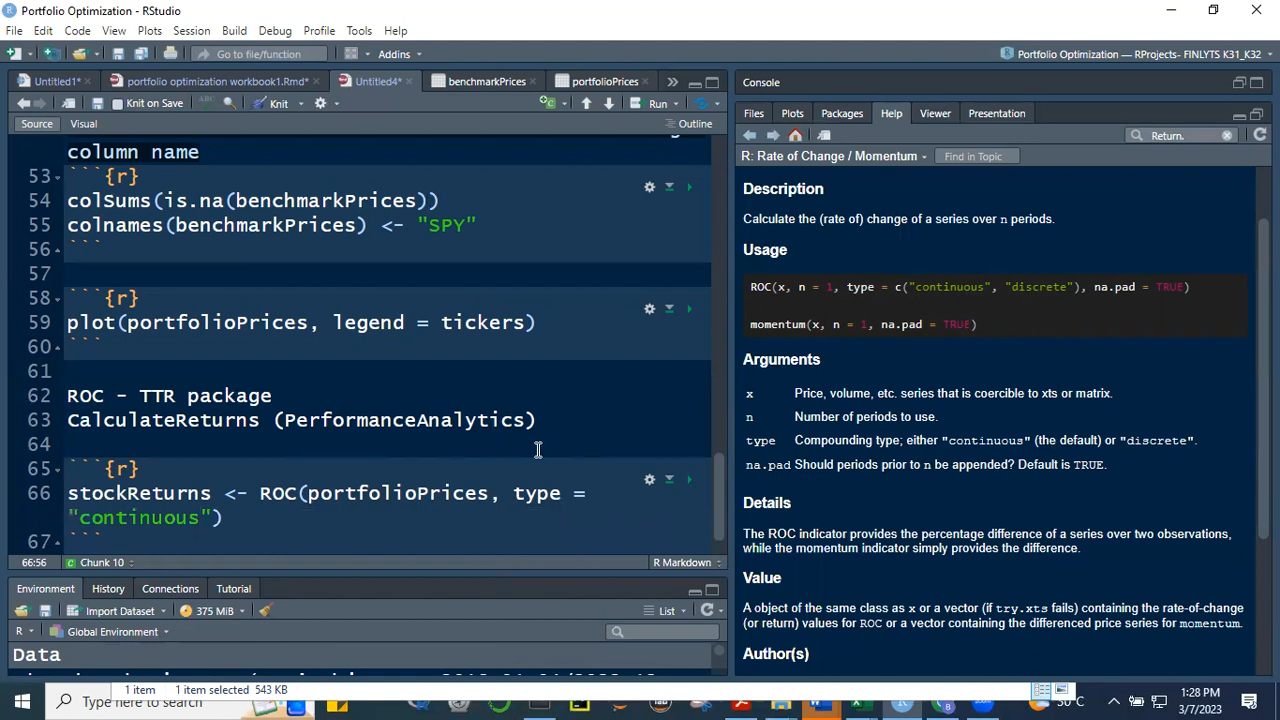 Portfolio Optimization - RStudio
File Edit Code View Plots Session Build Debug Profile Tools Help
Go to file/function Addins Portfolio Optimization — RProjects- FINLYTS K31_K32
Untitled1* portfolio optimization workbook1.Rmd* Untitled4* benchmarkPrices portfolioPrices
Console
Knit on Save Knit Run
Files Plots Packages Help Viewer Presentation
Source Visual Outline
Return.
R: Rate of Change / Momentum Find in Topic
column name
53 ```{r}
54 colSums(is.na(benchmarkPrices))
55 colnames(benchmarkPrices) <- "SPY"
56 ```
57
58 ```{r}
59 plot(portfolioPrices, legend = tickers)
60 ```
61
62 ROC - TTR package
63 CalculateReturns (PerformanceAnalytics)
64
65 ```{r}
66 stockReturns <- ROC(portfolioPrices, type =
"continuous")
67 ```
66:56 Chunk 10 R Markdown
Description
Calculate the (rate of) change of a series over n periods.
Usage
ROC(x, n = 1, type = c("continuous", "discrete"), na.pad = TRUE)
momentum(x, n = 1, na.pad = TRUE)
Arguments
x Price, volume, etc. series that is coercible to xts or matrix.
n Number of periods to use.
type Compounding type; either "continuous" (the default) or "discrete".
na.pad Should periods prior to n be appended? Default is TRUE.
Details
The ROC indicator provides the percentage difference of a series over two observations,
while the momentum indicator simply provides the difference.
Value
A object of the same class as x or a vector (if try.xts fails) containing the rate-of-change
(or return) values for ROC or a vector containing the differenced price series for momentum.
Author(s)
Environment History Connections Tutorial
Import Dataset 375 MiB List
R Global Environment
Data
1 item 1 item selected 543 KB
Type here to search
30°C
1:28 PM
3/7/2023